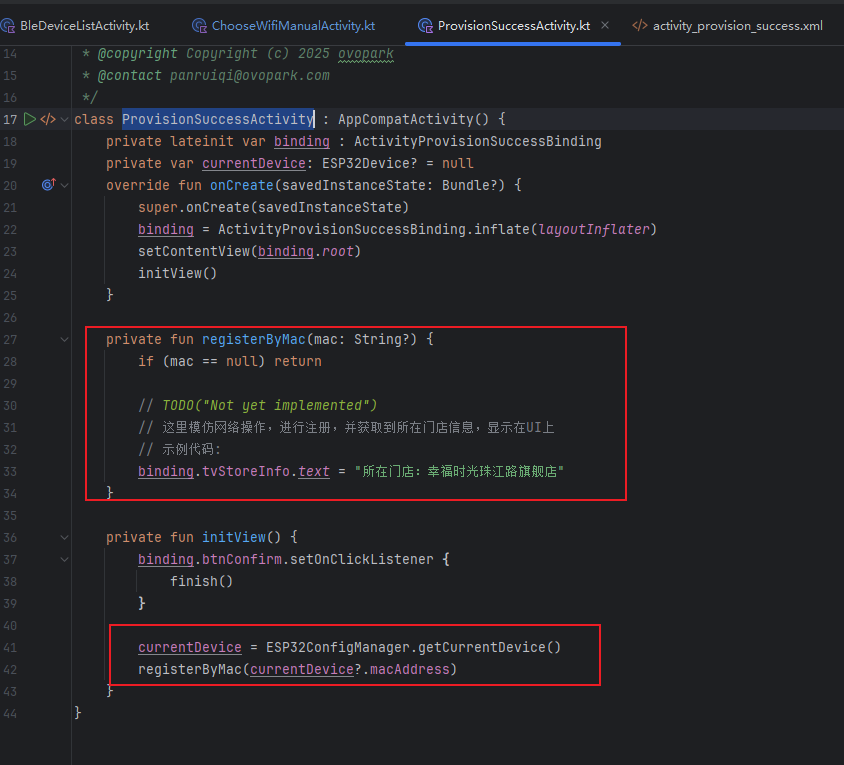 BleDeviceListActivity.kt ChooseWifiManualActivity.kt ProvisionSuccessActivity.kt × </> activity_provision_success.xml
14 * @copyright Copyright (c) 2025 ovopark
15 * @contact panruiqi@ovopark.com
16 */
17 class ProvisionSuccessActivity : AppCompatActivity() {
18 private lateinit var binding : ActivityProvisionSuccessBinding
19 private var currentDevice: ESP32Device? = null
20 override fun onCreate(savedInstanceState: Bundle?) {
21 super.onCreate(savedInstanceState)
22 binding = ActivityProvisionSuccessBinding.inflate(layoutInflater)
23 setContentView(binding.root)
24 initView()
25 }
26
27 private fun registerByMac(mac: String?) {
28 if (mac == null) return
29
30 // TODO("Not yet implemented")
31 // 这里模仿网络操作，进行注册，并获取到所在门店信息，显示在UI上
32 // 示例代码：
33 binding.tvStoreInfo.text = "所在门店：幸福时光珠江路旗舰店"
34 }
35
36 private fun initView() {
37 binding.btnConfirm.setOnClickListener {
38 finish()
39 }
40
41 currentDevice = ESP32ConfigManager.getCurrentDevice()
42 registerByMac(currentDevice?.macAddress)
43 }
44 }